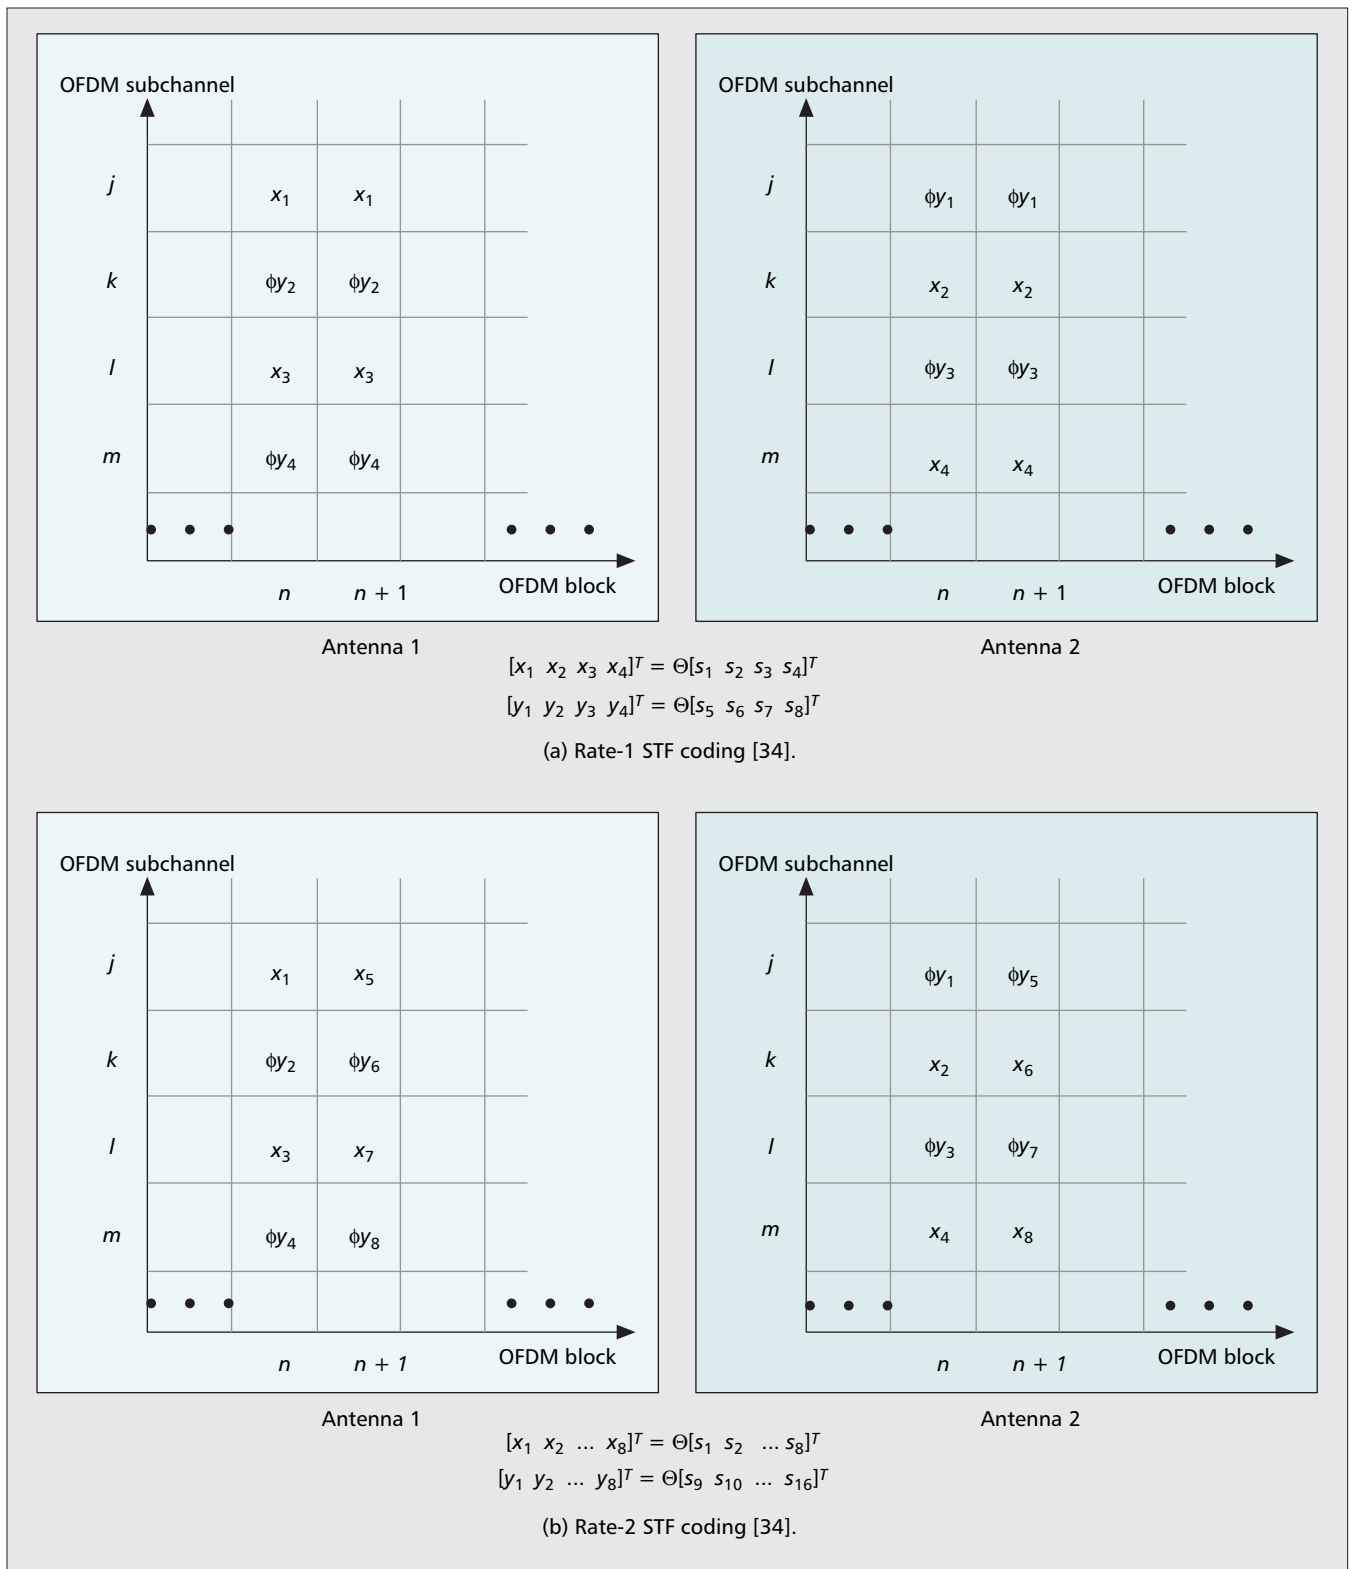 OFDM subchannel OFDM subchannel
j x1 x1 j ϕy1 ϕy1
k ϕy2 ϕy2 k x2 x2
l x3 x3 l ϕy3 ϕy3
m ϕy4 ϕy4 m x4 x4
n n + 1 OFDM block n n + 1 OFDM block
Antenna 1 Antenna 2
[x1 x2 x3 x4]T = Θ[s1 s2 s3 s4]T
[y1 y2 y3 y4]T = Θ[s5 s6 s7 s8]T
(a) Rate-1 STF coding [34].
OFDM subchannel OFDM subchannel
j x1 x5 j ϕy1 ϕy5
k ϕy2 ϕy6 k x2 x6
l x3 x7 l ϕy3 ϕy7
m ϕy4 ϕy8 m x4 x8
n n + 1 OFDM block n n + 1 OFDM block
Antenna 1 Antenna 2
[x1 x2 ... x8]T = Θ[s1 s2 ... s8]T
[y1 y2 ... y8]T = Θ[s9 s10 ... s16]T
(b) Rate-2 STF coding [34].